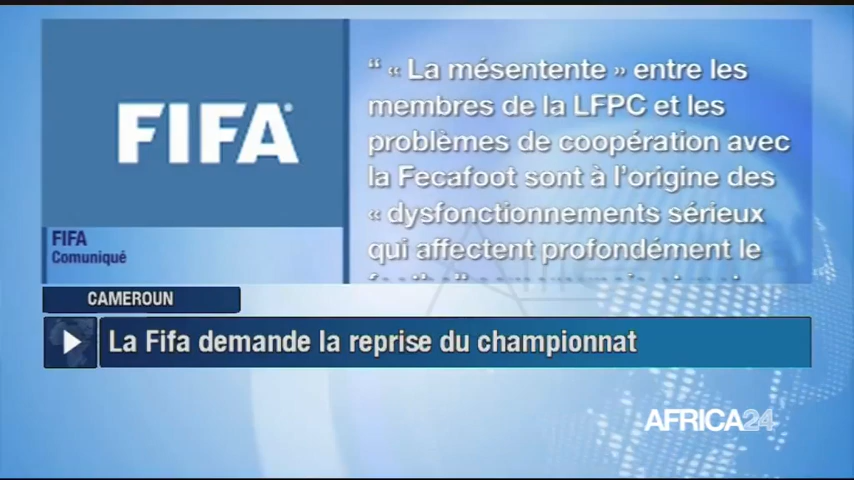 FIFA
FIFA
Comuniqué
“ « La mésentente » entre les
membres de la LFPC et les
problèmes de coopération avec
la Fecafoot sont à l’origine des
« dysfonctionnements sérieux
qui affectent profondément le
CAMEROUN
La Fifa demande la reprise du championnat
AFRICA24